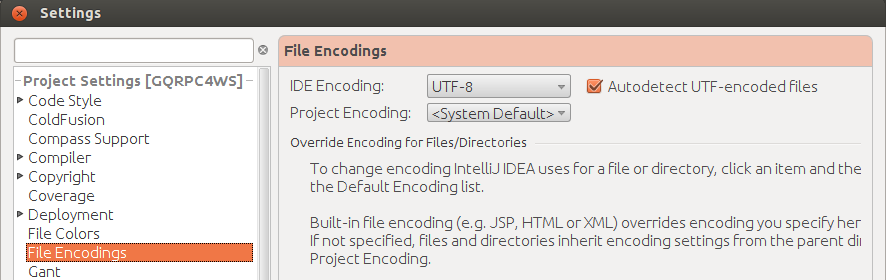 Settings
Project Settings [GQRPC4WS]
Code Style
ColdFusion
Compass Support
Compiler
Copyright
Coverage
Deployment
File Colors
File Encodings
Gant
File Encodings
IDE Encoding: UTF-8 Autodetect UTF-encoded files
Project Encoding: <System Default>
Override Encoding for Files/Directories
To change encoding IntelliJ IDEA uses for a file or directory, click an item and the
the Default Encoding list.
Built-in file encoding (e.g. JSP, HTML or XML) overrides encoding you specify her
If not specified, files and directories inherit encoding settings from the parent di
Project Encoding.